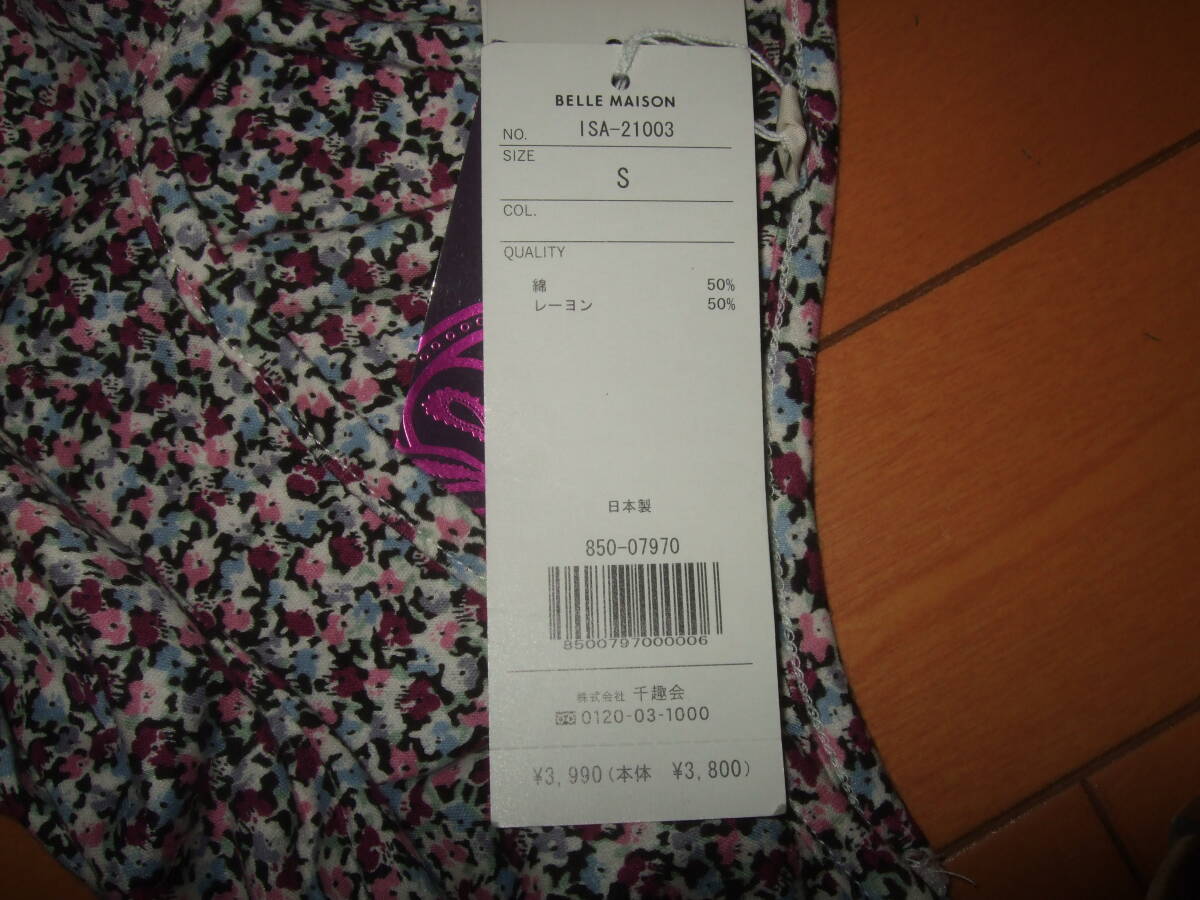 BELLE MAISON
NO. ISA-21003
SIZE
S
COL.
QUALITY
綿 50%
レーヨン 50%
日本製
850-07970
8500797000006
株式会社 千趣会
0120-03-1000
¥3,990(本体 ¥3,800)